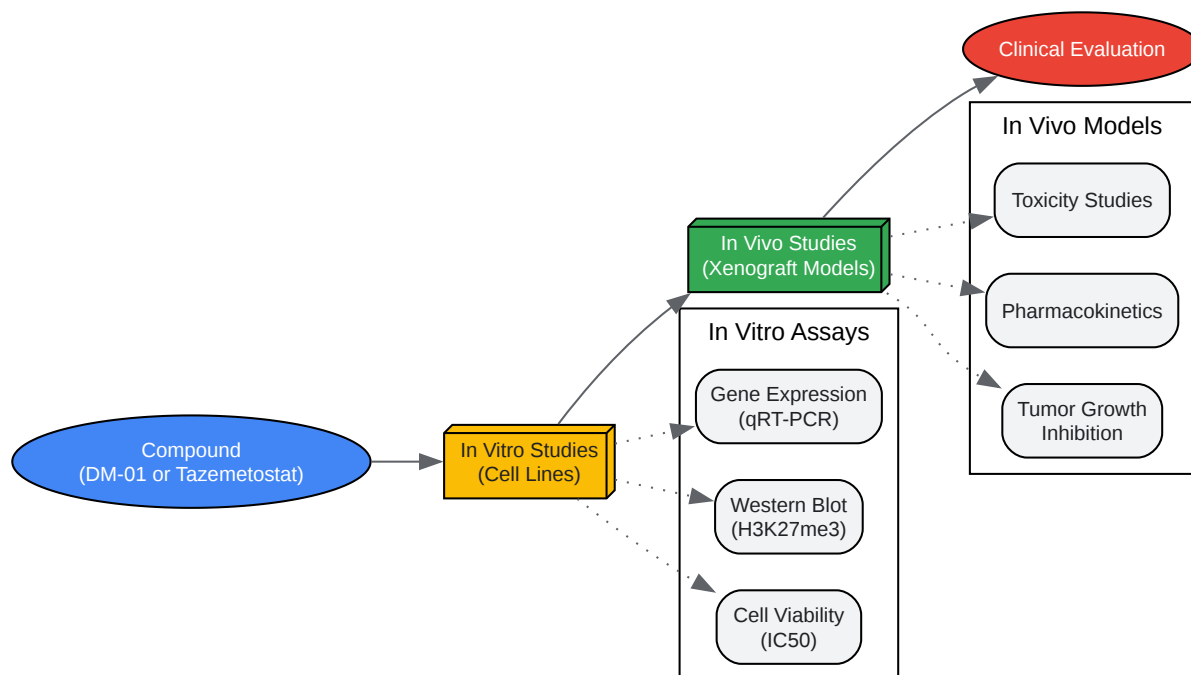 Clinical Evaluation
In Vivo Models
Toxicity Studies
In Vivo Studies
(Xenograft Models)
Pharmacokinetics
In Vitro Assays
Gene Expression
(qRT-PCR)
Tumor Growth
Inhibition
Compound
(DM-01 or Tazemetostat)
In Vitro Studies
(Cell Lines)
Western Blot
(H3K27me3)
Cell Viability
(IC50)